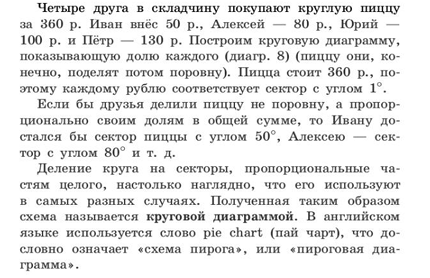 Четыре друга в складчину покупают круглую пиццу
за 360 р. Иван внёс 50 р., Алексей — 80 р., Юрий —
100 р. и Пётр — 130 р. Построим круговую диаграмму,
показывающую долю каждого (диагр. 8) (пиццу они, ко-
нечно, поделят потом поровну). Пицца стоит 360 р., по-
этому каждому рублю соответствует сектор с углом 1°.
Если бы друзья делили пиццу не поровну, а пропор-
ционально своим долям в общей сумме, то Ивану до-
стался бы сектор пиццы с углом 50°, Алексею — сек-
тор с углом 80° и т. д.
Деление круга на секторы, пропорциональные ча-
стям целого, настолько наглядно, что его используют
в самых разных случаях. Полученная таким образом
схема называется круговой диаграммой. В английском
языке используется слово pie chart (пай чарт), что до-
словно означает «схема пирога», или «пироговая диа-
грамма».